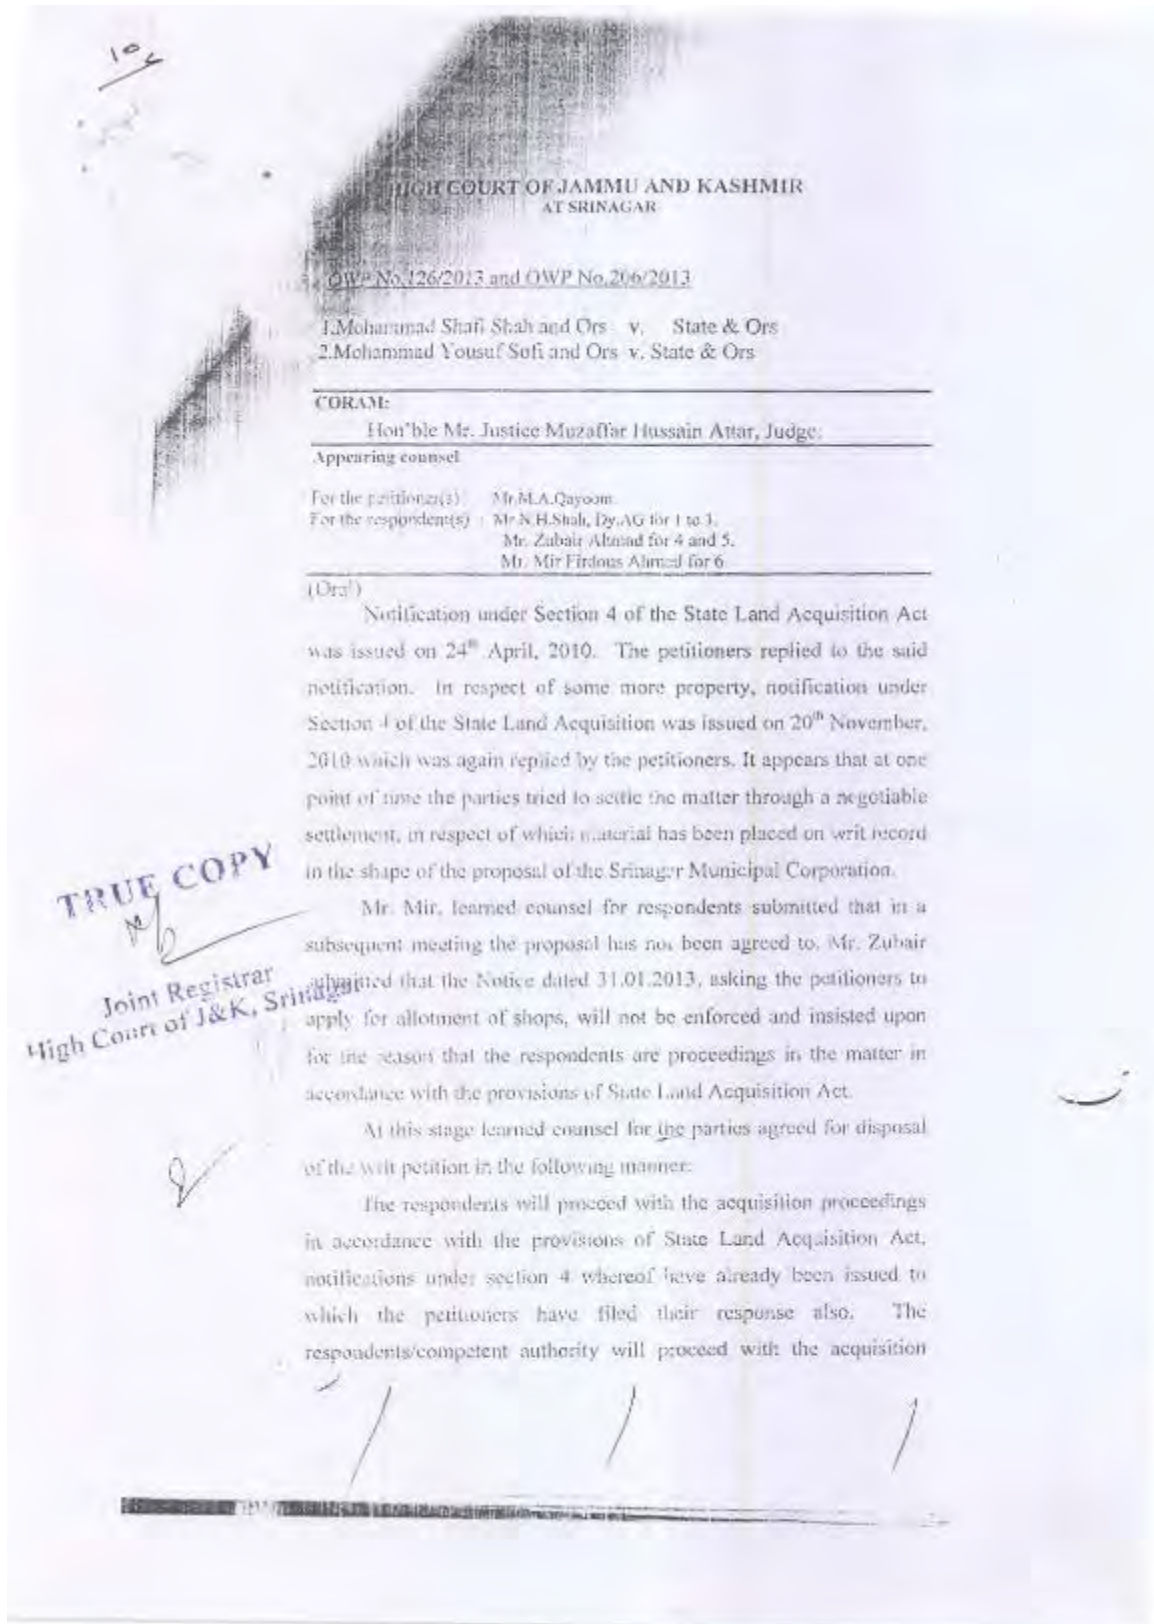 HIGH COURT OF JAMMU AND KASHMIR
AT SRINAGAR
OWP No.126/2013 and OWP No.206/2013
1.Mohammad Shafi Shah and Ors v. State & Ors
2.Mohammad Yousuf Sofi and Ors v. State & Ors
CORAM:
Hon'ble Mr. Justice Muzaffar Hussain Attar, Judge.
Appearing counsel
For the petitioner(s) : Mr.M.A.Qayoom.
For the respondent(s) : Mr.N.H.Shah, Dy.AG for 1 to 3.
Mr. Zubair Ahmad for 4 and 5.
Mr. Mir Firdous Ahmed for 6
(Oral)
Notification under Section 4 of the State Land Acquisition Act
was issued on 24th April, 2010. The petitioners replied to the said
notification. In respect of some more property, notification under
Section 4 of the State Land Acquisition was issued on 20th November,
2010 which was again replied by the petitioners. It appears that at one
point of time the parties tried to settle the matter through a negotiable
settlement, in respect of which material has been placed on writ record
in the shape of the proposal of the Srinagar Municipal Corporation.
Mr. Mir, learned counsel for respondents submitted that in a
subsequent meeting the proposal has not been agreed to. Mr. Zubair
submitted that the Notice dated 31.01.2013, asking the petitioners to
apply for allotment of shops, will not be enforced and insisted upon
for the reason that the respondents are proceedings in the matter in
accordance with the provisions of State Land Acquisition Act.
At this stage learned counsel for the parties agreed for disposal
of the writ petition in the following manner:
The respondents will proceed with the acquisition proceedings
in accordance with the provisions of State Land Acquisition Act,
notifications under section 4 whereof have already been issued to
which the petitioners have filed their response also. The
respondents/competent authority will proceed with the acquisition
TRUE COPY
Joint Registrar
High Court of J&K, Srinagar